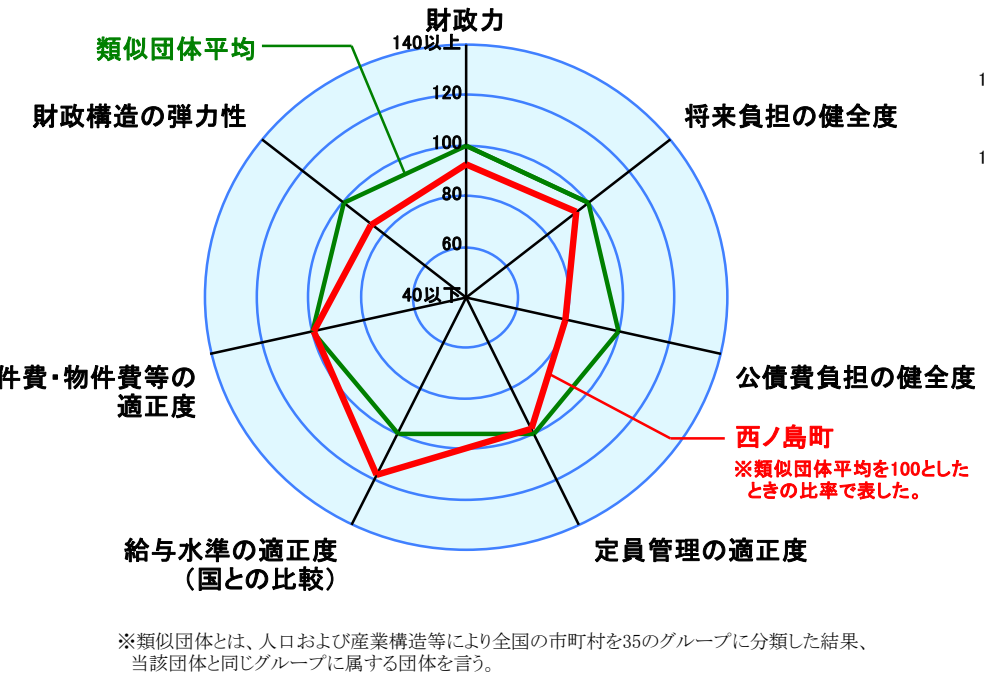 財政力
類似団体平均
140以上
120
100
80
60
40以下
財政構造の弾力性
将来負担の健全度
1
1
件費・物件費等の
適正度
公債費負担の健全度
西ノ島町
※類似団体平均を100とした
ときの比率で表した。
給与水準の適正度
（国との比較）
定員管理の適正度
※類似団体とは、人口および産業構造等により全国の市町村を35のグループに分類した結果、
当該団体と同じグループに属する団体を言う。